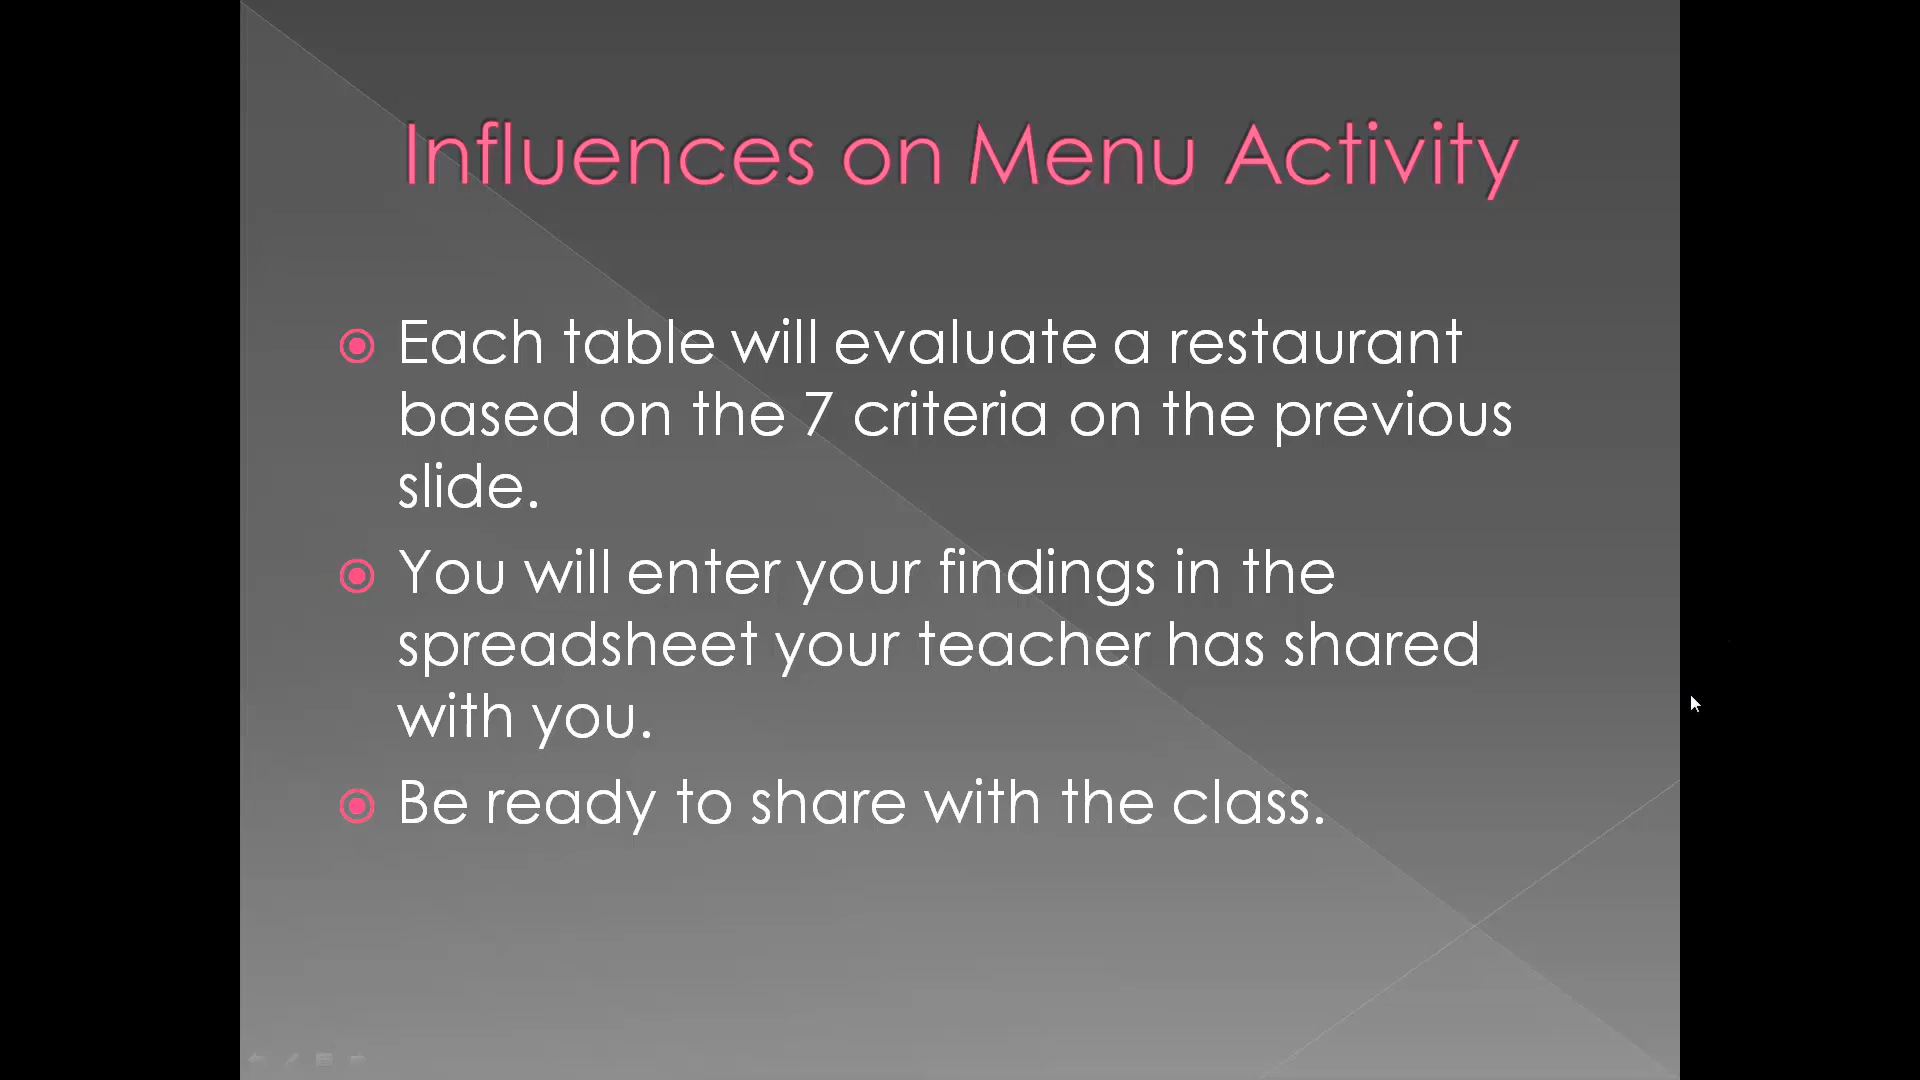 Influences on Menu Activity
Each table will evaluate a restaurant
based on the 7 criteria on the previous
slide.
You will enter your findings in the
spreadsheet your teacher has shared
with you.
Be ready to share with the class.